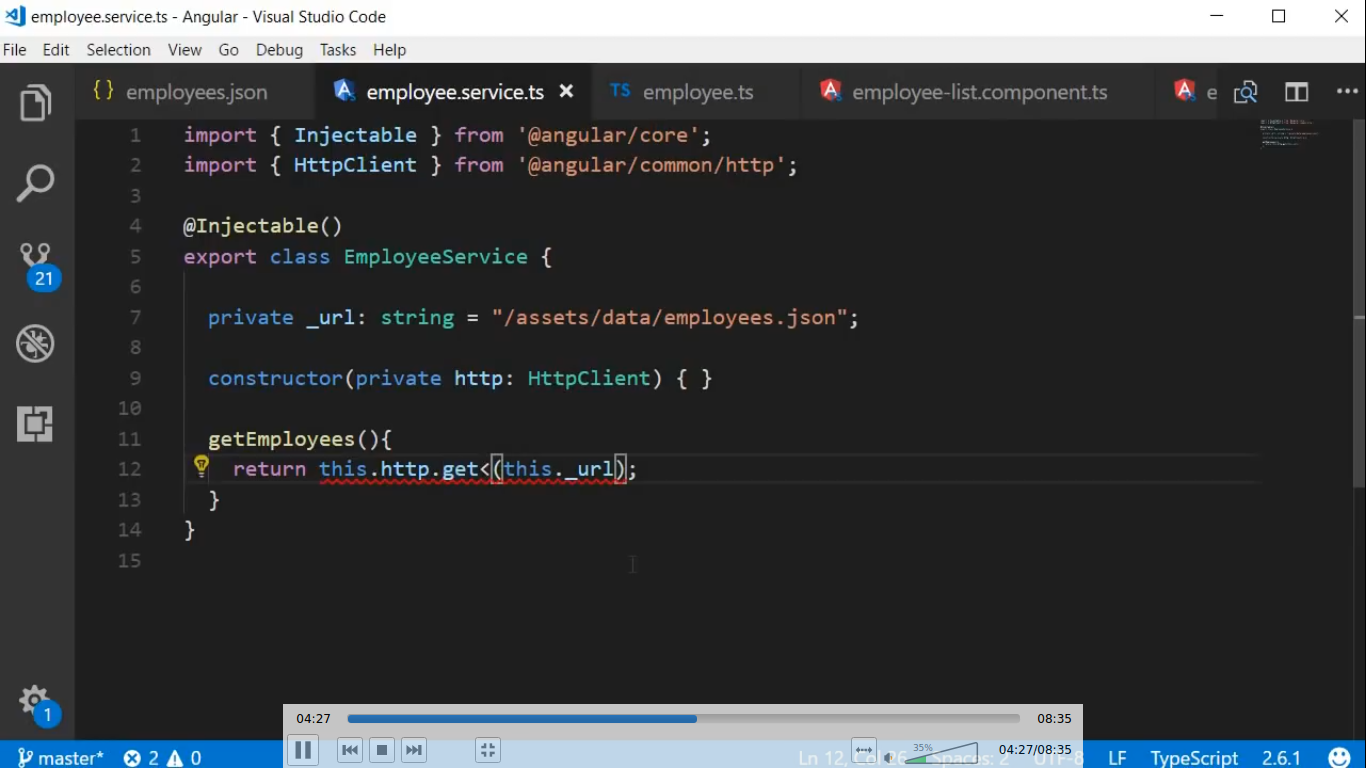 employee.service.ts - Angular - Visual Studio Code
File Edit Selection View Go Debug Tasks Help
{} employees.json employee.service.ts × TS employee.ts employee-list.component.ts e
1 import { Injectable } from '@angular/core';
2 import { HttpClient } from '@angular/common/http';
3
4 @Injectable()
5 export class EmployeeService {
6
7 private _url: string = "/assets/data/employees.json";
8
9 constructor(private http: HttpClient) { }
10
11 getEmployees(){
12 return this.http.get<(this._url);
13 }
14 }
15
21
1
04:27 08:35
35% 04:27/08:35
master* 2 0 Ln 12, Col 26 Spaces: 2 UTF-8 LF TypeScript 2.6.1